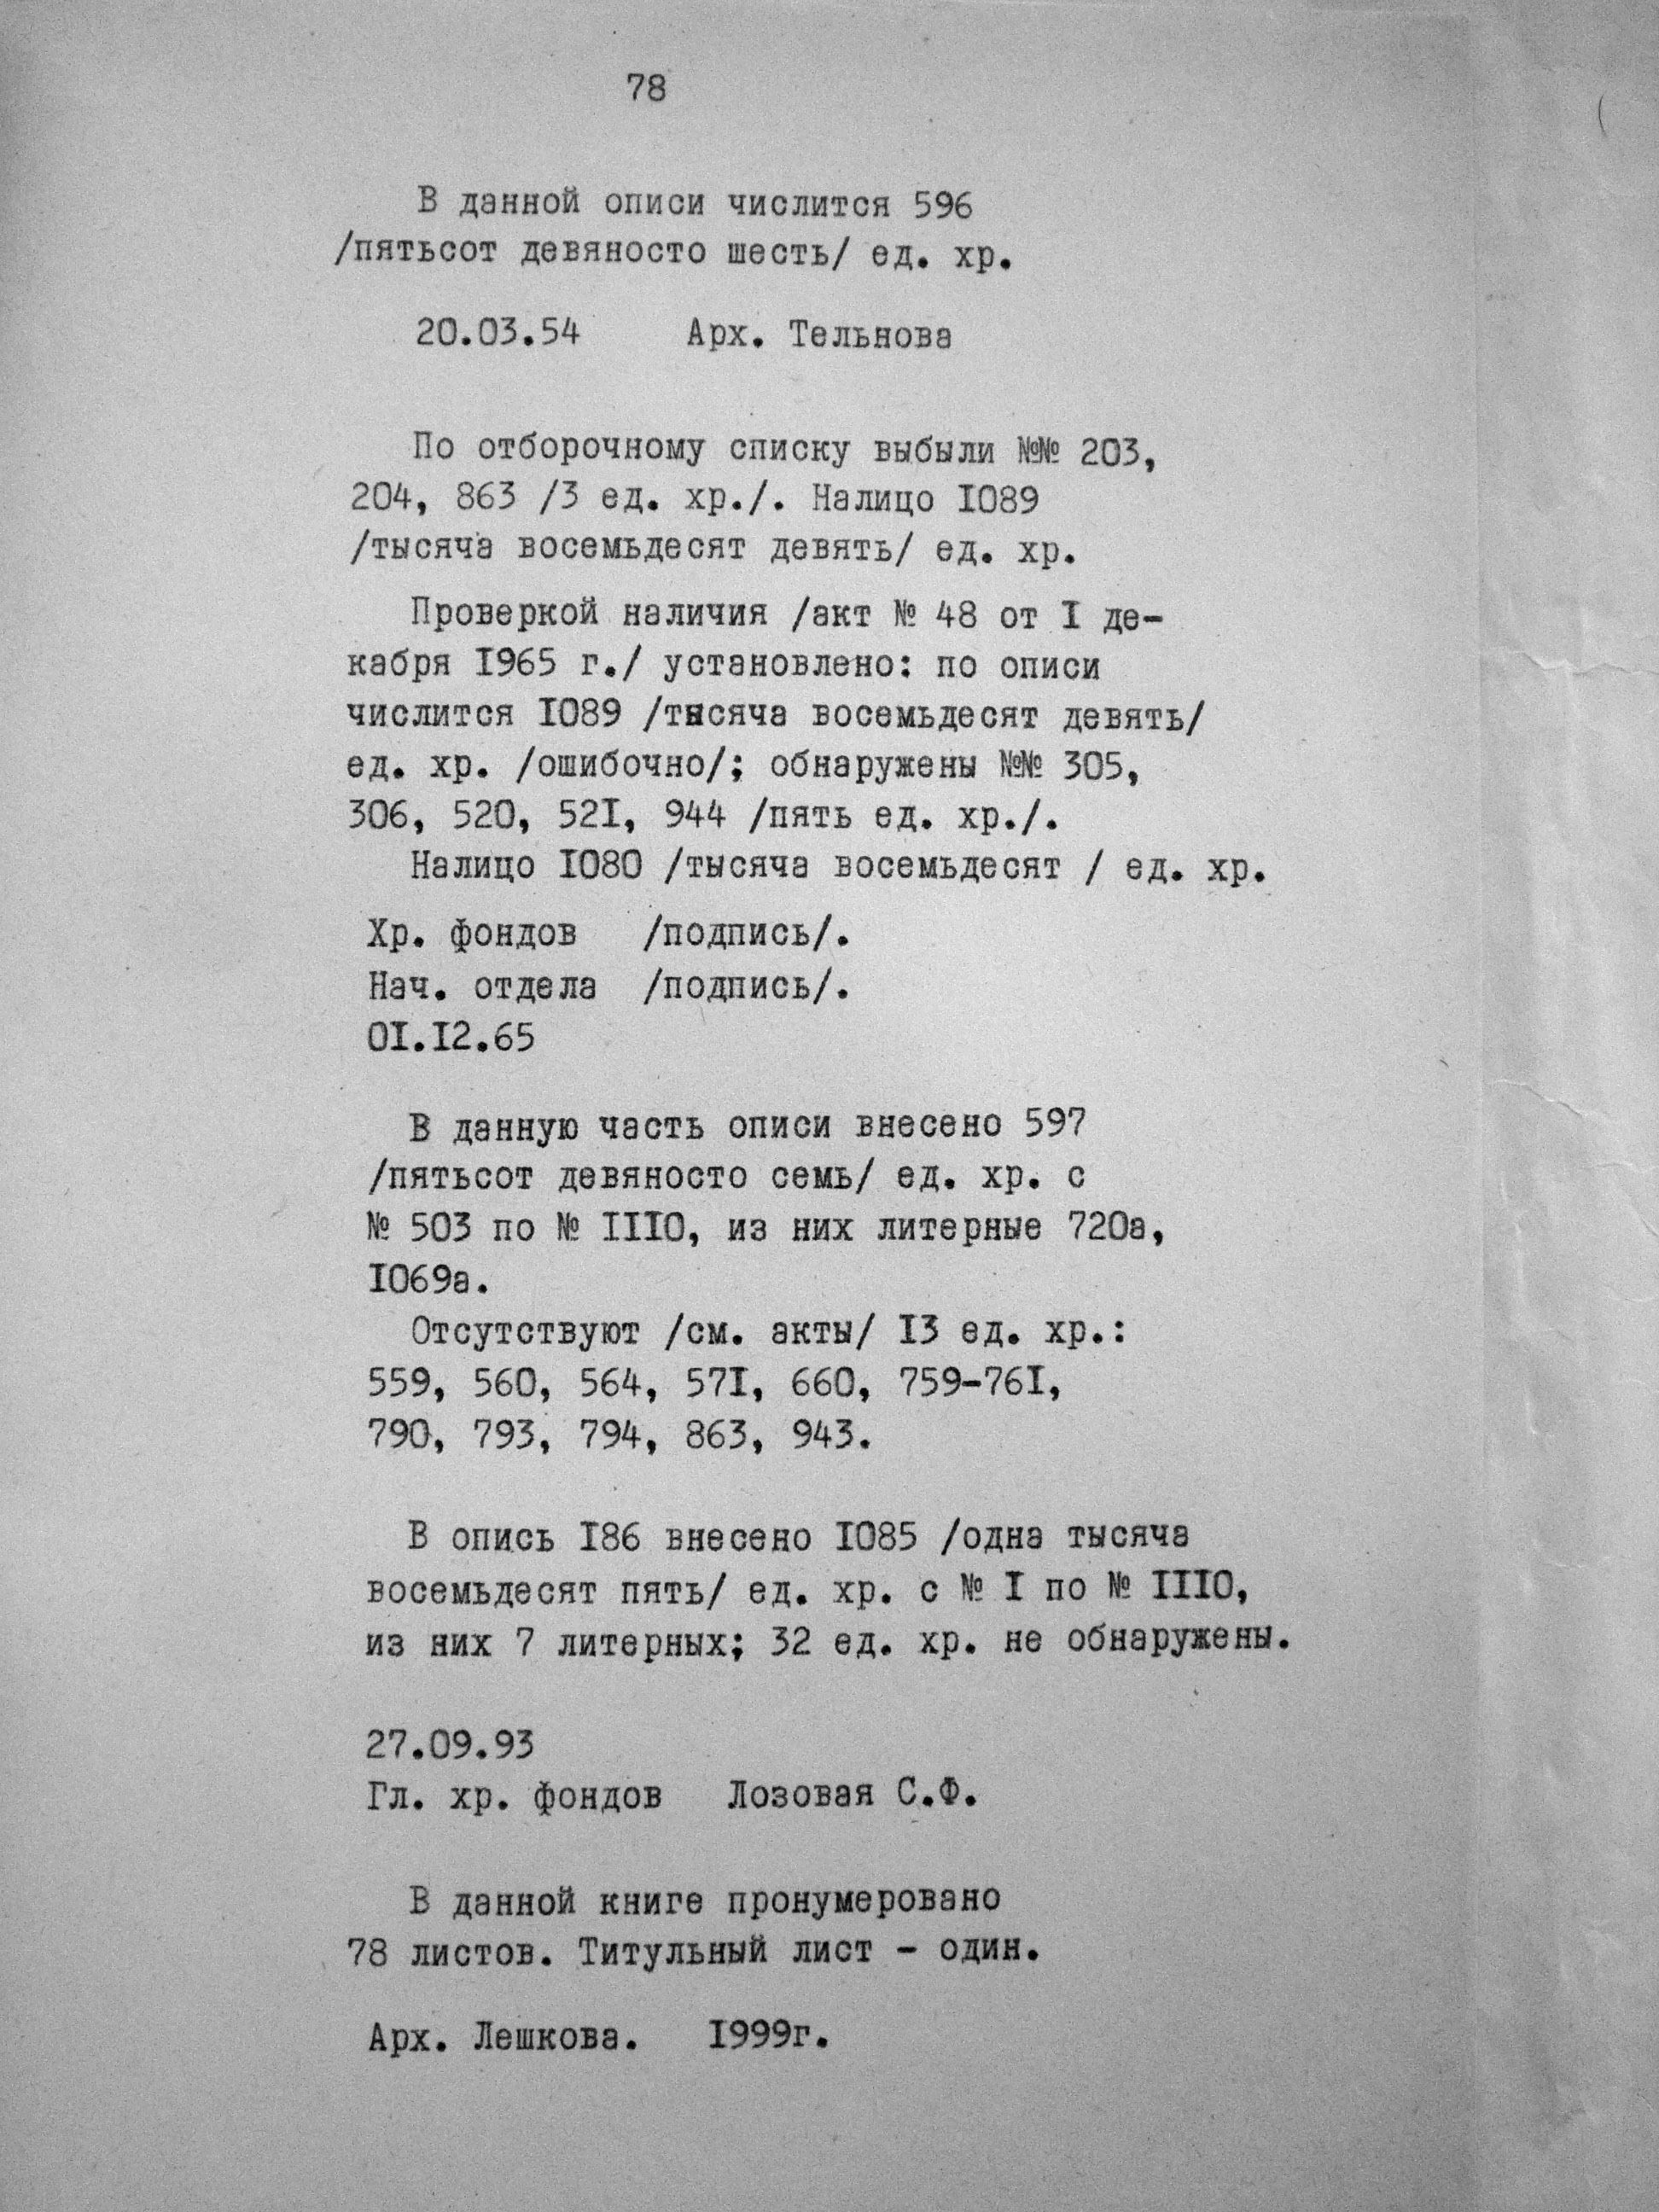 78
В данной описи числится 596
/пятьсот девяносто шесть/ ед. хр.
20.03.54 Арх. Тельнова
По отборочному списку выбыли №№ 203,
204, 863 /3 ед. хр./. Налицо I089
/тысяча восемьдесят девять/ ед. хр.
Проверкой наличия /акт № 48 от I де-
кабря I965 г./ установлено: по описи
числится I089 /тысяча восемьдесят девять/
ед. хр. /ошибочно/; обнаружены №№ 305,
306, 520, 52I, 944 /пять ед. хр./.
Налицо I080 /тысяча восемьдесят / ед. хр.
Хр. фондов /подпись/.
Нач. отдела /подпись/.
0I.I2.65
В данную часть описи внесено 597
/пятьсот девяносто семь/ ед. хр. с
№ 503 по № III0, из них литерные 720а,
I069а.
Отсутствуют /см. акты/ I3 ед. хр.:
559, 560, 564, 57I, 660, 759-76I,
790, 793, 794, 863, 943.
В опись I86 внесено I085 /одна тысяча
восемьдесят пять/ ед. хр. с № I по № III0,
из них 7 литерных; 32 ед. хр. не обнаружены.
27.09.93
Гл. хр. фондов Лозовая С.Ф.
В данной книге пронумеровано
78 листов. Титульный лист - один.
Арх. Лешкова. I999г.